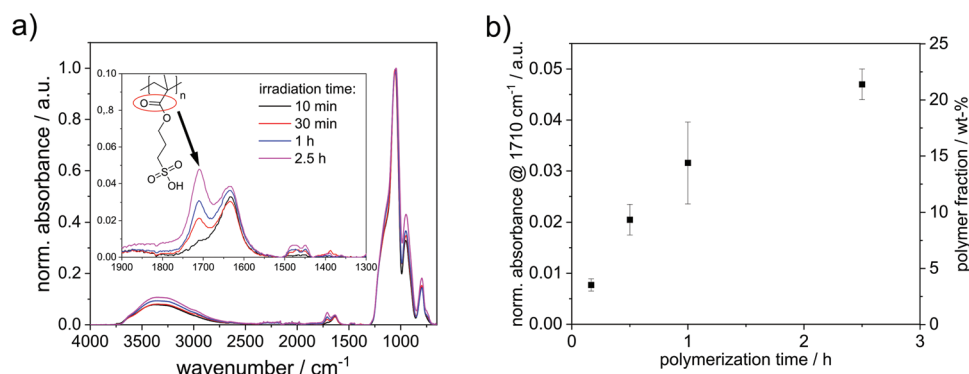 a)
norm. absorbance / a.u.
1.0
0.8
0.6
0.4
0.2
0.0
4000 3500 3000 2500 2000 1500 1000
wavenumber / cm-1
0.10
0.08
0.06
0.04
0.02
0.00
1900 1800 1700 1600 1500 1400 1300
n
O
O
O
S
O
OH
irradiation time:
10 min
30 min
1 h
2.5 h
b)
norm. absorbance @ 1710 cm-1 / a.u.
0.05
0.04
0.03
0.02
0.01
0.00
0 1 2 3
polymerization time / h
25
20
15
10
5
0
polymer fraction / wt-%